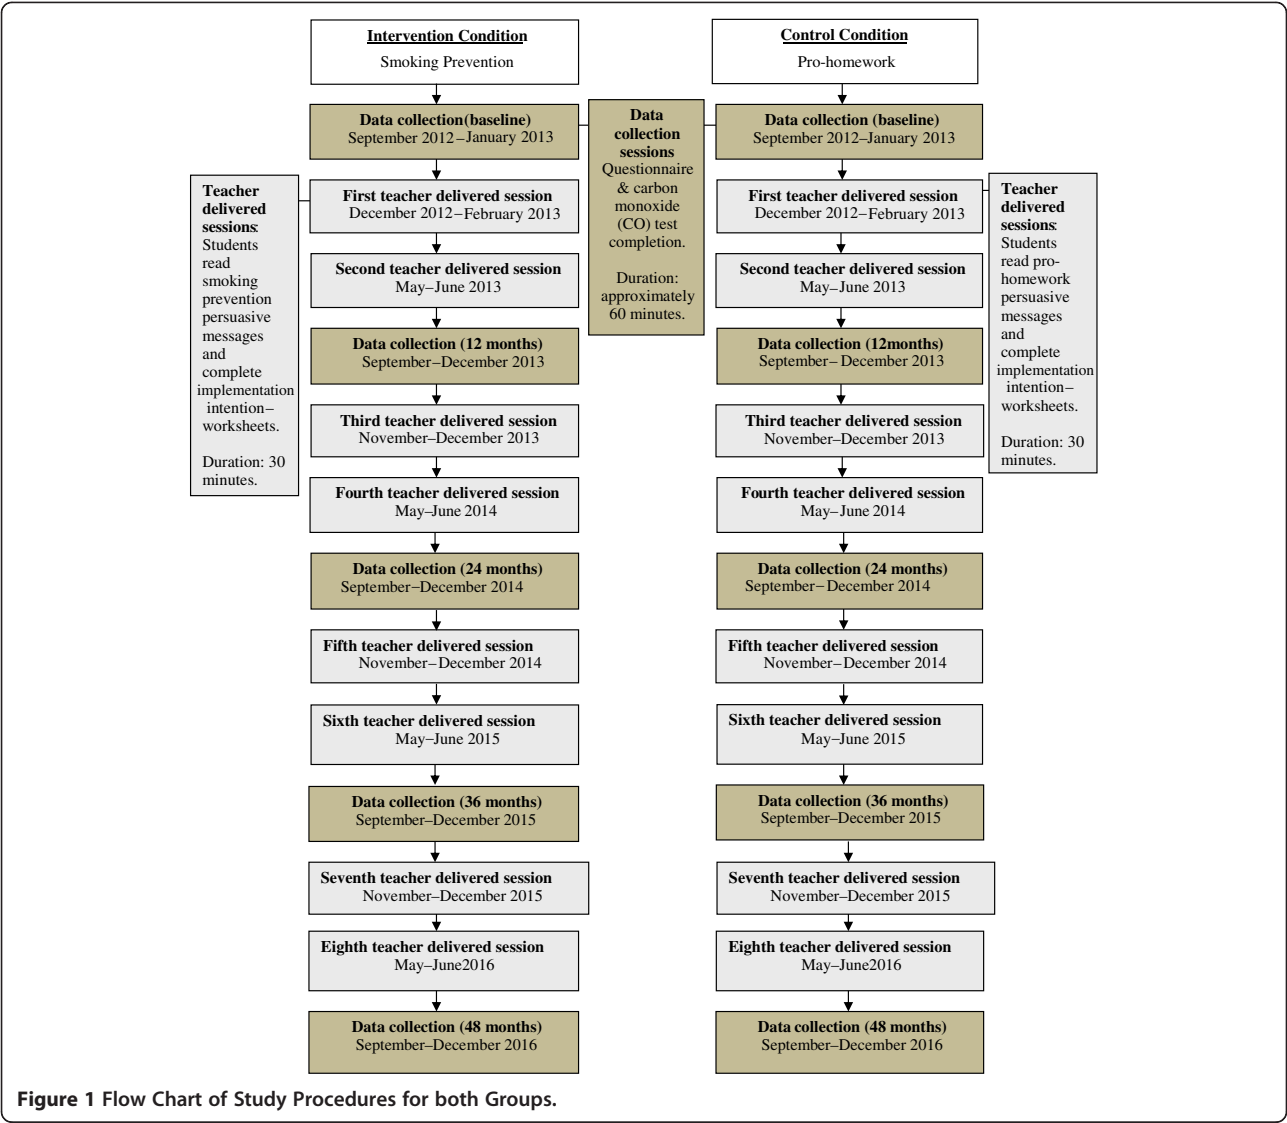 Intervention Condition
Smoking Prevention
Data collection(baseline)
September 2012–January 2013
First teacher delivered session
December 2012–February 2013
Second teacher delivered session
May–June 2013
Data collection (12 months)
September–December 2013
Third teacher delivered session
November–December 2013
Fourth teacher delivered session
May–June 2014
Data collection (24 months)
September–December 2014
Fifth teacher delivered session
November–December 2014
Sixth teacher delivered session
May–June 2015
Data collection (36 months)
September–December 2015
Seventh teacher delivered session
November–December 2015
Eighth teacher delivered session
May–June2016
Data collection (48 months)
September–December 2016
Teacher
delivered
sessions:
Students
read
smoking
prevention
persuasive
messages
and
complete
implementation
intention–
worksheets.
Duration: 30
minutes.
Data
collection
sessions
Questionnaire
& carbon
monoxide
(CO) test
completion.
Duration:
approximately
60 minutes.
Control Condition
Pro-homework
Data collection (baseline)
September 2012–January 2013
First teacher delivered session
December 2012–February 2013
Second teacher delivered session
May–June 2013
Data collection (12months)
September–December 2013
Third teacher delivered session
November–December 2013
Fourth teacher delivered session
May–June 2014
Data collection (24 months)
September–December 2014
Fifth teacher delivered session
November–December 2014
Sixth teacher delivered session
May–June 2015
Data collection (36 months)
September–December 2015
Seventh teacher delivered session
November–December 2015
Eighth teacher delivered session
May–June2016
Data collection (48 months)
September–December 2016
Teacher
delivered
sessions:
Students
read pro-
homework
persuasive
messages
and
complete
implementation
intention–
worksheets.
Duration: 30
minutes.
Figure 1 Flow Chart of Study Procedures for both Groups.